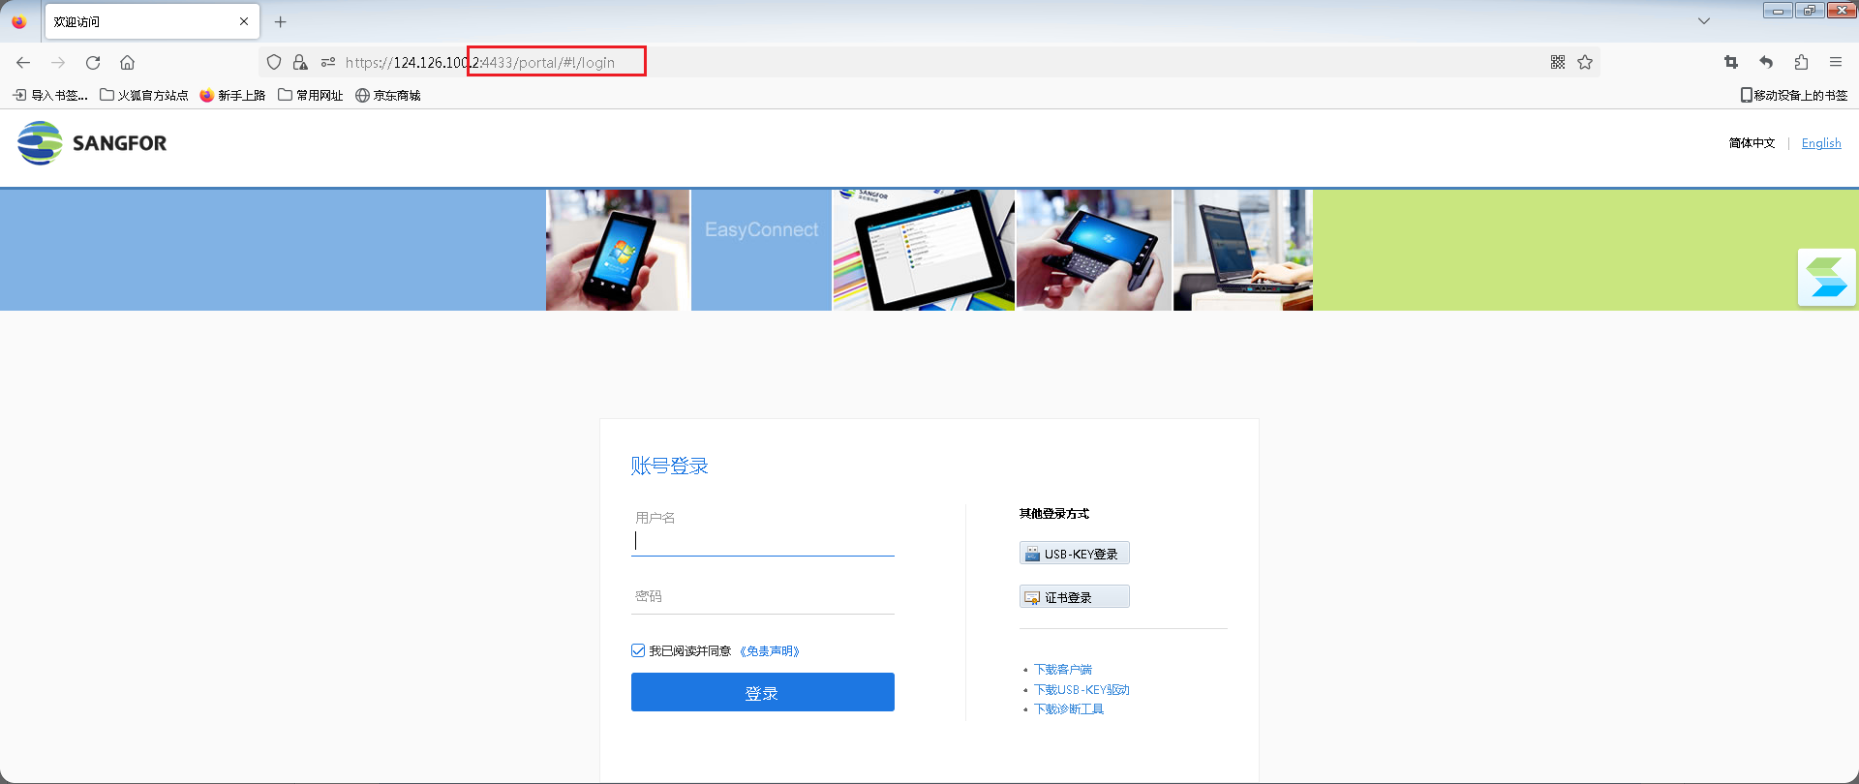 欢迎访问
https://124.126.100.2:4433/portal/#!/login
导入书签... 火狐官方站点 新手上路 常用网址 京东商城 移动设备上的书签
SANGFOR 简体中文 | English
EasyConnect
SANGFOR
账号登录
用户名
密码
我已阅读并同意 《免责声明》
登录
其他登录方式
USB-KEY登录
证书登录
下载客户端
下载USB-KEY驱动
下载诊断工具